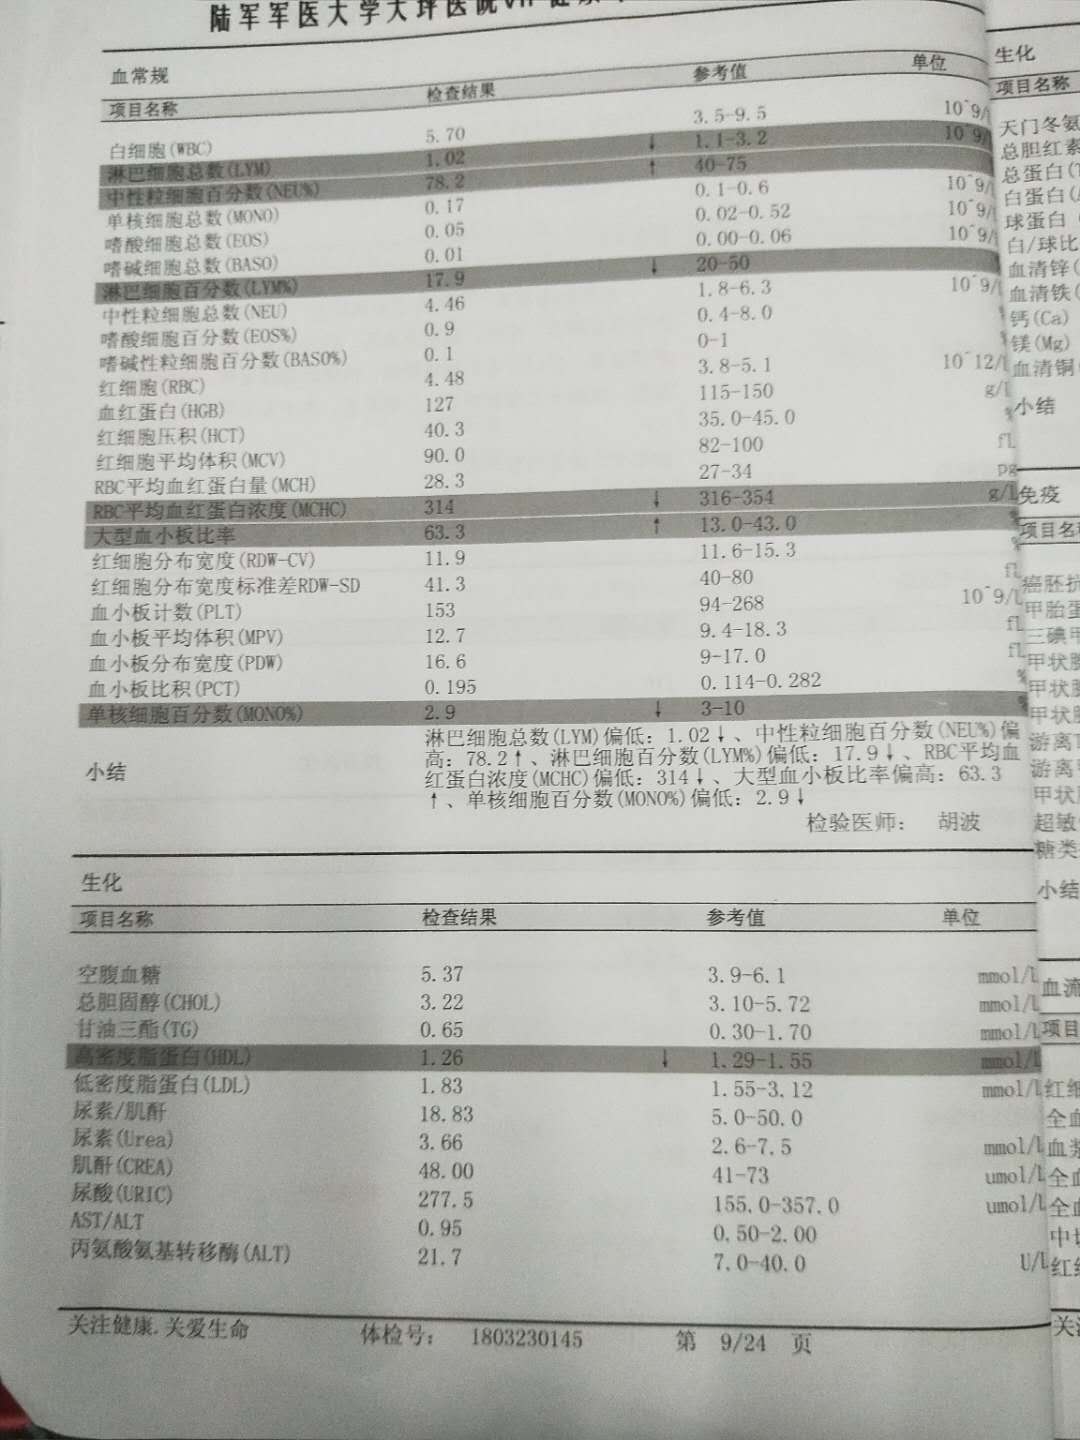 陆军军医大学大坪医院
血常规
项目名称 检查结果 参考值 单位
白细胞(WBC) 5.70 3.5-9.5 10^9/
淋巴细胞总数(LYM) 1.02 ↓ 1.1-3.2 10^9/
中性粒细胞百分数(NEU%) 78.2 ↑ 40-75
单核细胞总数(MONO) 0.17 0.1-0.6 10^9/
嗜酸细胞总数(EOS) 0.05 0.02-0.52 10^9/
嗜碱细胞总数(BASO) 0.01 0.00-0.06 10^9/
淋巴细胞百分数(LYM%) 17.9 ↓ 20-50
中性粒细胞总数(NEU) 4.46 1.8-6.3 10^9/
嗜酸细胞百分数(EOS%) 0.9 0.4-8.0
嗜碱性粒细胞百分数(BASO%) 0.1 0-1
红细胞(RBC) 4.48 3.8-5.1 10^12/L
血红蛋白(HGB) 127 115-150 g/L
红细胞压积(HCT) 40.3 35.0-45.0 %
红细胞平均体积(MCV) 90.0 82-100 fL
RBC平均血红蛋白量(MCH) 28.3 27-34 pg
RBC平均血红蛋白浓度(MCHC) 314 ↓ 316-354 g/L
大型血小板比率 63.3 ↑ 13.0-43.0 %
红细胞分布宽度(RDW-CV) 11.9 11.6-15.3 %
红细胞分布宽度标准差RDW-SD 41.3 40-80 fL
血小板计数(PLT) 153 94-268 10^9/L
血小板平均体积(MPV) 12.7 9.4-18.3 fL
血小板分布宽度(PDW) 16.6 9-17.0 fL
血小板比积(PCT) 0.195 0.114-0.282 %
单核细胞百分数(MONO%) 2.9 ↓ 3-10 %
小结 淋巴细胞总数(LYM)偏低: 1.02↓、中性粒细胞百分数(NEU%)偏
高: 78.2↑、淋巴细胞百分数(LYM%)偏低: 17.9↓、RBC平均血
红蛋白浓度(MCHC)偏低: 314↓、大型血小板比率偏高: 63.3
↑、单核细胞百分数(MONO%)偏低: 2.9↓
检验医师: 胡波
生化
项目名称 检查结果 参考值 单位
空腹血糖 5.37 3.9-6.1 mmol/L
总胆固醇(CHOL) 3.22 3.10-5.72 mmol/L
甘油三酯(TG) 0.65 0.30-1.70 mmol/L
高密度脂蛋白(HDL) 1.26 ↓ 1.29-1.55 mmol/L
低密度脂蛋白(LDL) 1.83 1.55-3.12 mmol/L
尿素/肌酐 18.83 5.0-50.0
尿素(Urea) 3.66 2.6-7.5 mmol/L
肌酐(CREA) 48.00 41-73 umol/L
尿酸(URIC) 277.5 155.0-357.0 umol/L
AST/ALT 0.95 0.50-2.00
丙氨酸氨基转移酶(ALT) 21.7 7.0-40.0 U/L
关注健康.关爱生命 体检号: 1803230145 第 9/24 页
生化
项目名称
天门冬氨
总胆红素
总蛋白(
白蛋白(
球蛋白
白/球比
血清锌(
血清铁(
钙(Ca)
镁(Mg)
血清铜
小结
免疫
项目名称
癌胚抗
甲胎蛋
三碘甲
甲状腺
甲状腺
甲状腺
游离
游离
甲状腺
超敏
糖类
小结
血流
项目
红细
全血
血浆
全血
全血
中切
红细
关注